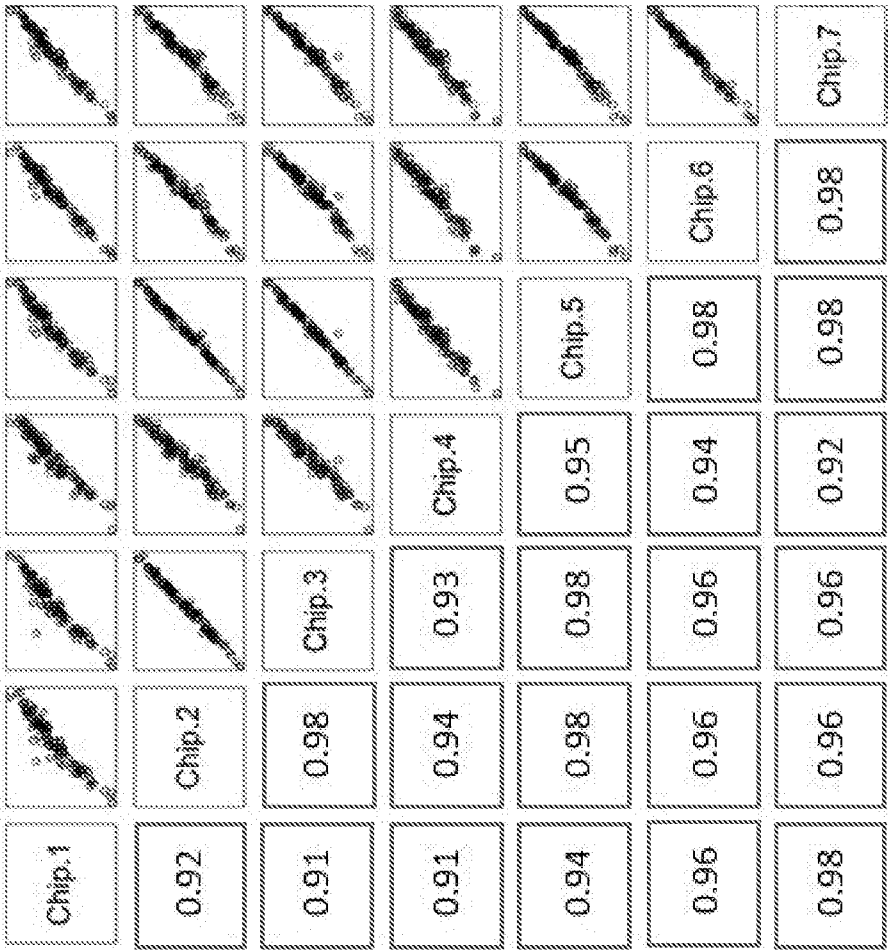 0.98 0.96 0.94 0.91 0.91 0.92 Chip.1
0.96 0.96 0.98 0.94 0.98 Chip.2
0.96 0.96 0.98 0.93 Chip.3
0.92 0.94 0.95 Chip.4
0.98 0.98 Chip.5
0.98 Chip.6
Chip.7